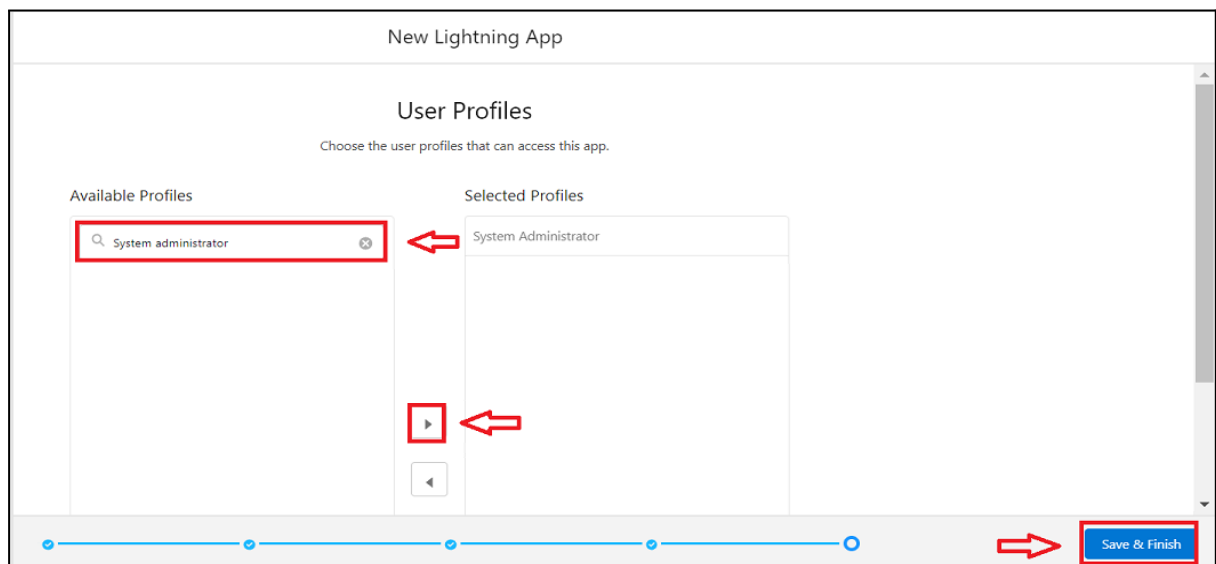 New Lightning App
User Profiles
Choose the user profiles that can access this app.
Available Profiles
Selected Profiles
System administrator
System Administrator
Save & Finish